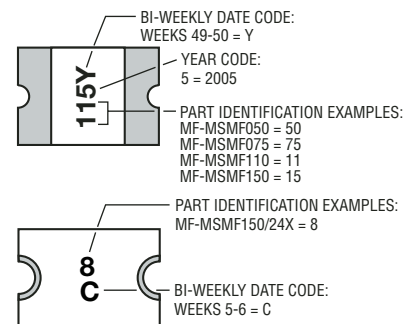 BI-WEEKLY DATE CODE:
WEEKS 49-50 = Y
YEAR CODE:
5 = 2005
115Y
PART IDENTIFICATION EXAMPLES:
MF-MSMF050 = 50
MF-MSMF075 = 75
MF-MSMF110 = 11
MF-MSMF150 = 15
PART IDENTIFICATION EXAMPLES:
MF-MSMF150/24X = 8
8
C
BI-WEEKLY DATE CODE:
WEEKS 5-6 = C